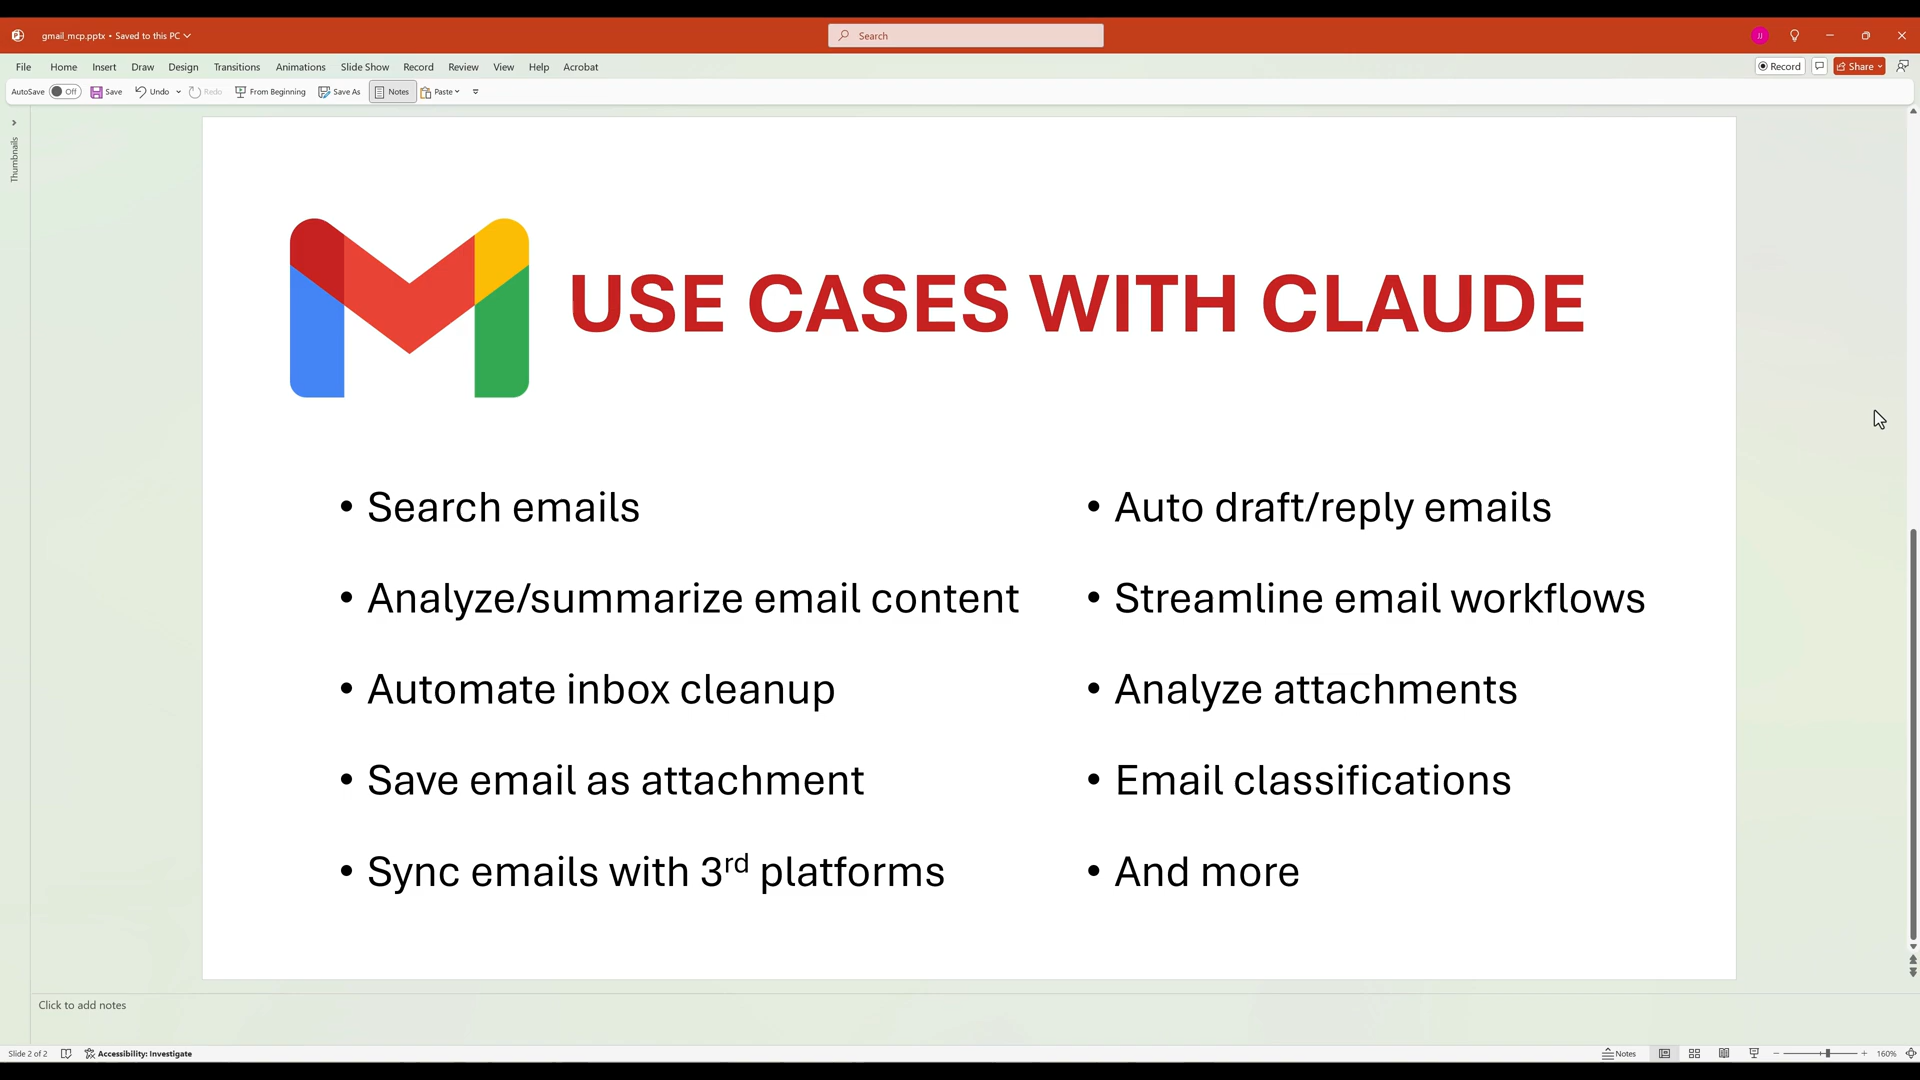 gmail_mcp.pptx • Saved to this PC
Search
JJ
File Home Insert Draw Design Transitions Animations Slide Show Record Review View Help Acrobat
Record Share
AutoSave Off Save Undo Redo From Beginning Save As Notes Paste
Thumbnails
USE CASES WITH CLAUDE
• Search emails
• Analyze/summarize email content
• Automate inbox cleanup
• Save email as attachment
• Sync emails with 3rd platforms
• Auto draft/reply emails
• Streamline email workflows
• Analyze attachments
• Email classifications
• And more
Click to add notes
Slide 2 of 2 Accessibility: Investigate Notes 160%